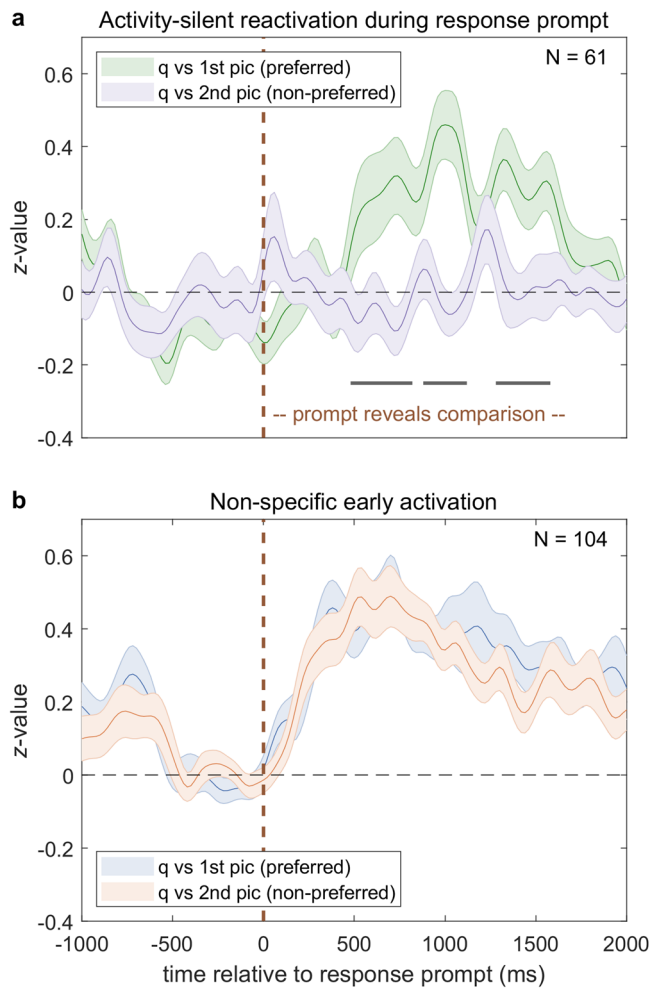 a
Activity-silent reactivation during response prompt
q vs 1st pic (preferred)
q vs 2nd pic (non-preferred)
N = 61
0.6
0.4
0.2
0
-0.2
-0.4
z-value
-- prompt reveals comparison --
b
Non-specific early activation
N = 104
0.6
0.4
0.2
0
-0.2
-0.4
z-value
q vs 1st pic (preferred)
q vs 2nd pic (non-preferred)
-1000 -500 0 500 1000 1500 2000
time relative to response prompt (ms)